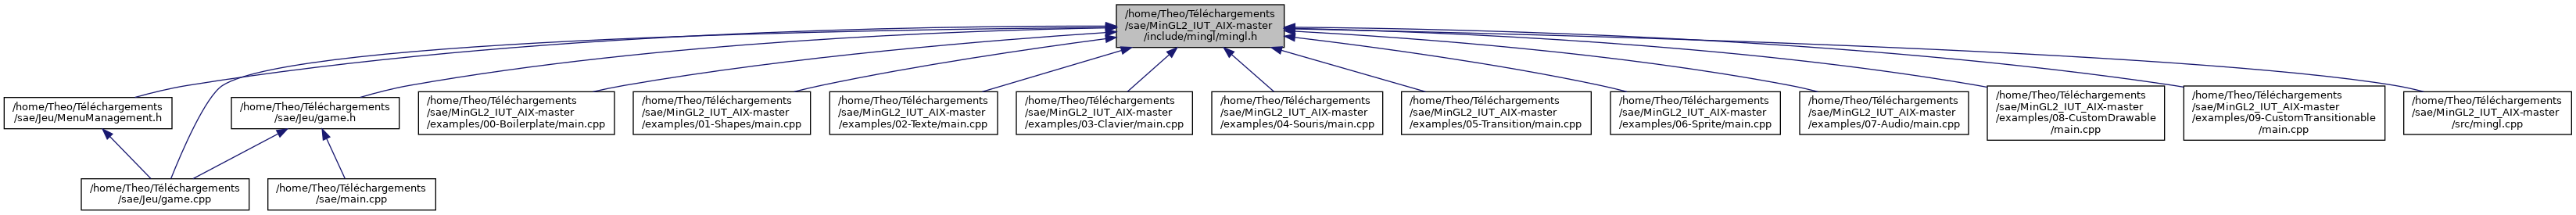 /home/Theo/Téléchargements
/sae/MinGL2_IUT_AIX-master
/include/mingl/mingl.h
/home/Theo/Téléchargements
/sae/Jeu/MenuManagement.h
/home/Theo/Téléchargements
/sae/Jeu/game.h
/home/Theo/Téléchargements
/sae/MinGL2_IUT_AIX-master
/examples/00-Boilerplate/main.cpp
/home/Theo/Téléchargements
/sae/MinGL2_IUT_AIX-master
/examples/01-Shapes/main.cpp
/home/Theo/Téléchargements
/sae/MinGL2_IUT_AIX-master
/examples/02-Texte/main.cpp
/home/Theo/Téléchargements
/sae/MinGL2_IUT_AIX-master
/examples/03-Clavier/main.cpp
/home/Theo/Téléchargements
/sae/MinGL2_IUT_AIX-master
/examples/04-Souris/main.cpp
/home/Theo/Téléchargements
/sae/MinGL2_IUT_AIX-master
/examples/05-Transition/main.cpp
/home/Theo/Téléchargements
/sae/MinGL2_IUT_AIX-master
/examples/06-Sprite/main.cpp
/home/Theo/Téléchargements
/sae/MinGL2_IUT_AIX-master
/examples/07-Audio/main.cpp
/home/Theo/Téléchargements
/sae/MinGL2_IUT_AIX-master
/examples/08-CustomDrawable
/main.cpp
/home/Theo/Téléchargements
/sae/MinGL2_IUT_AIX-master
/examples/09-CustomTransitionable
/main.cpp
/home/Theo/Téléchargements
/sae/MinGL2_IUT_AIX-master
/src/mingl.cpp
/home/Theo/Téléchargements
/sae/Jeu/game.cpp
/home/Theo/Téléchargements
/sae/main.cpp